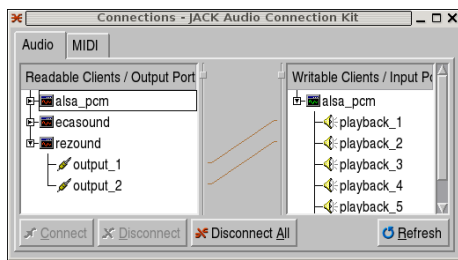 Connections - JACK Audio Connection Kit
Audio MIDI
Readable Clients / Output Port
Writable Clients / Input
alsa_pcm
ecasound
rezound
output_1
output_2
alsa_pcm
playback_1
playback_2
playback_3
playback_4
playback_5
Connect Disconnect Disconnect All Refresh